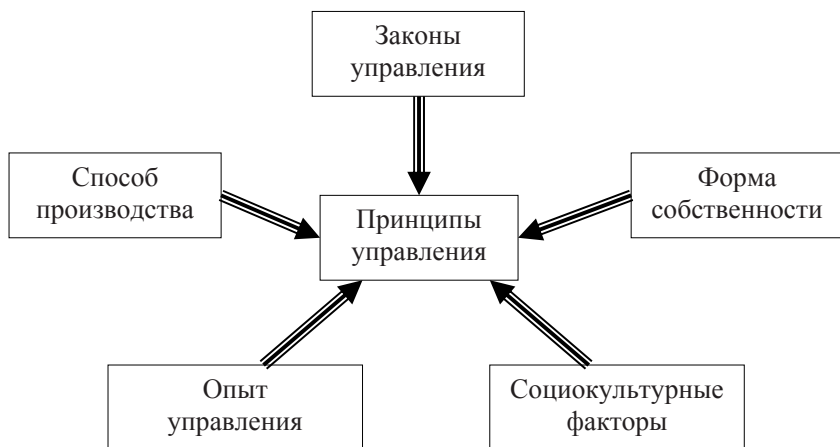 Законы
управления
Способ
производства
Форма
собственности
Принципы
управления
Опыт
управления
Социокультурные
факторы